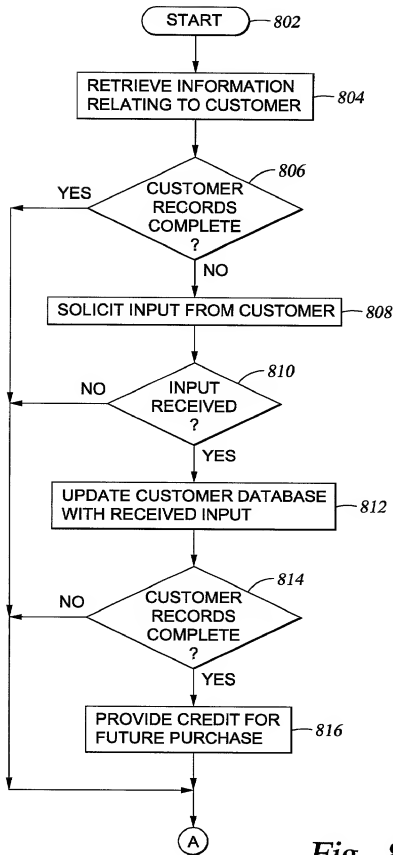 START 802
RETRIEVE INFORMATION
RELATING TO CUSTOMER 804
806
YES
CUSTOMER
RECORDS
COMPLETE
?
NO
SOLICIT INPUT FROM CUSTOMER 808
810
NO
INPUT
RECEIVED
?
YES
UPDATE CUSTOMER DATABASE
WITH RECEIVED INPUT 812
814
NO
CUSTOMER
RECORDS
COMPLETE
?
YES
PROVIDE CREDIT FOR
FUTURE PURCHASE 816
A
Fig.